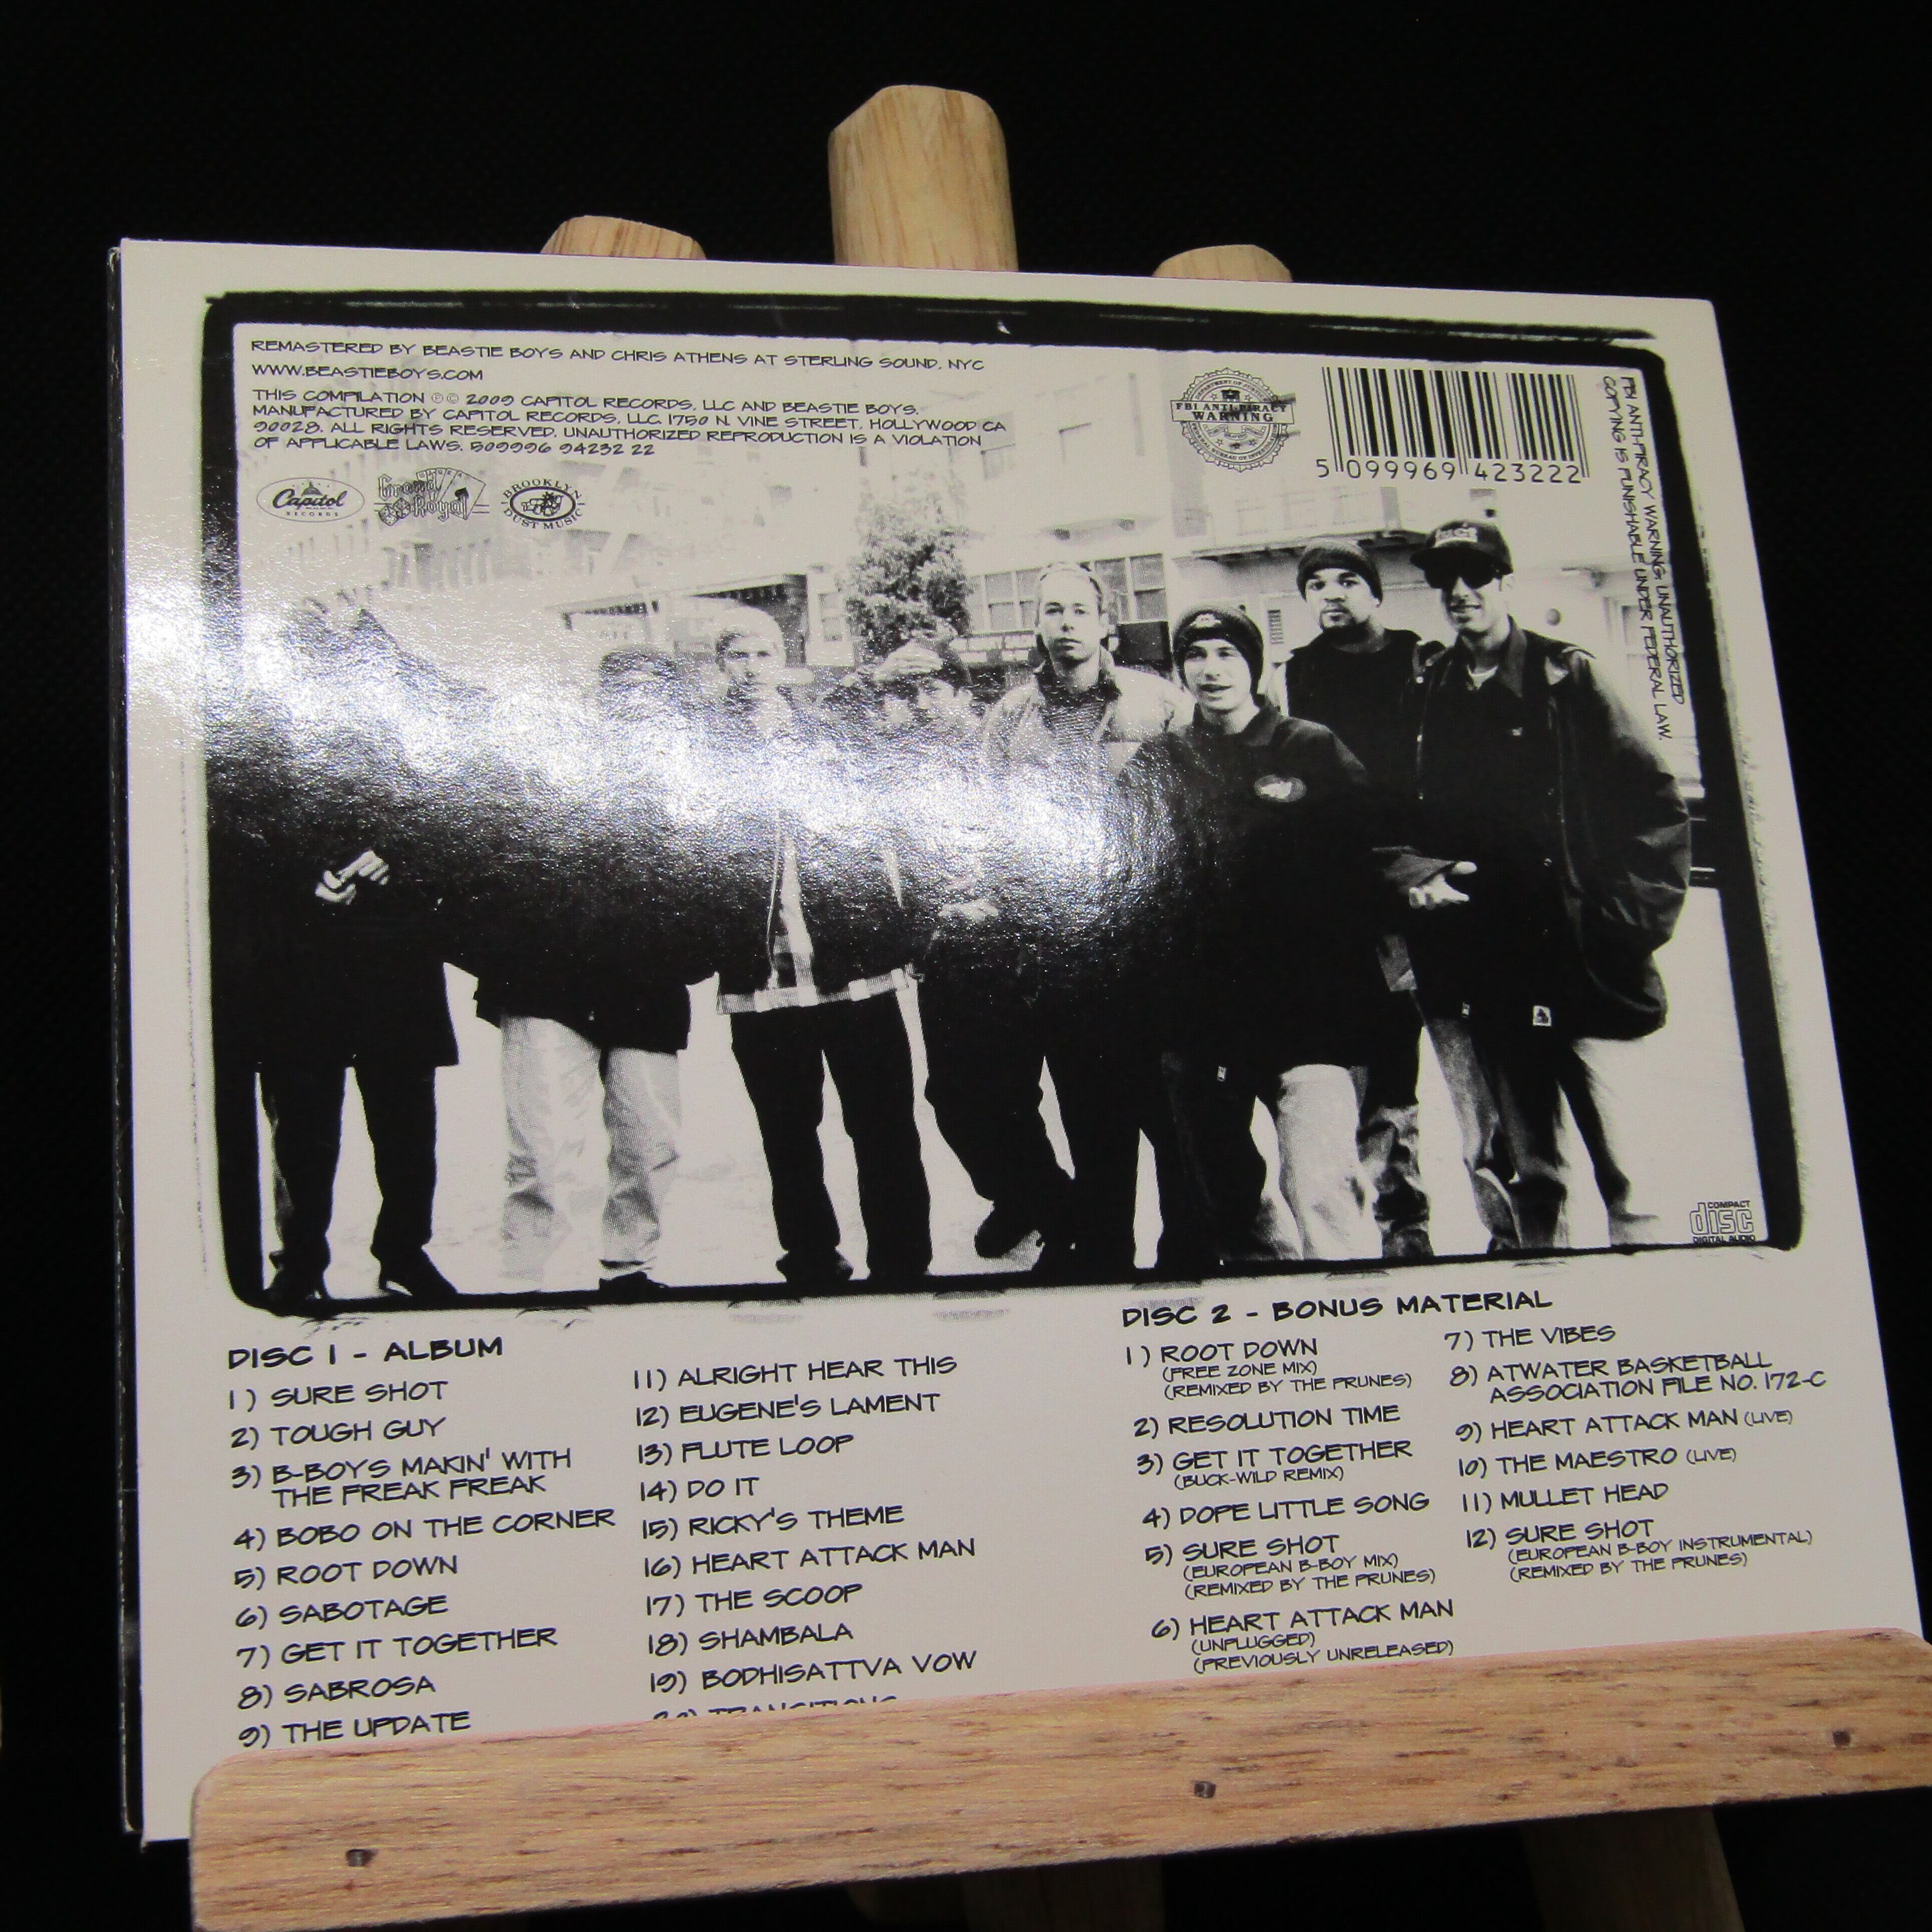 REMASTERED BY BEASTIE BOYS AND CHRIS ATHENS AT STERLING SOUND, NYC
WWW.BEASTIEBOYS.COM
THIS COMPILATION ℗© 2009 CAPITOL RECORDS, LLC AND BEASTIE BOYS.
MANUFACTURED BY CAPITOL RECORDS, LLC, 1750 N. VINE STREET, HOLLYWOOD CA
90028. ALL RIGHTS RESERVED. UNAUTHORIZED REPRODUCTION IS A VIOLATION
OF APPLICABLE LAWS. 509996 94232 22
Capitol
RECORDS
Grand
Royal
BROOKLYN
DUST MUSIC
FBI ANTI-PIRACY
WARNING
5 099969 423222
FBI ANTI-PIRACY WARNING: UNAUTHORIZED
COPYING IS PUNISHABLE UNDER FEDERAL LAW.
COMPACT
disc
DIGITAL AUDIO
DISC 1 - ALBUM
1) SURE SHOT
2) TOUGH GUY
3) B-BOYS MAKIN' WITH
THE FREAK FREAK
4) BOBO ON THE CORNER
5) ROOT DOWN
6) SABOTAGE
7) GET IT TOGETHER
8) SABROSA
9) THE UPDATE
11) ALRIGHT HEAR THIS
12) EUGENE'S LAMENT
13) FLUTE LOOP
14) DO IT
15) RICKY'S THEME
16) HEART ATTACK MAN
17) THE SCOOP
18) SHAMBALA
19) BODHISATTVA VOW
20) TRANSITIONS
DISC 2 - BONUS MATERIAL
1) ROOT DOWN
(FREE ZONE MIX)
(REMIXED BY THE PRUNES)
2) RESOLUTION TIME
3) GET IT TOGETHER
(BUCK-WILD REMIX)
4) DOPE LITTLE SONG
5) SURE SHOT
(EUROPEAN B-BOY MIX)
(REMIXED BY THE PRUNES)
6) HEART ATTACK MAN
(UNPLUGGED)
(PREVIOUSLY UNRELEASED)
7) THE VIBES
8) ATWATER BASKETBALL
ASSOCIATION FILE NO. 172-C
9) HEART ATTACK MAN (LIVE)
10) THE MAESTRO (LIVE)
11) MULLET HEAD
12) SURE SHOT
(EUROPEAN B-BOY INSTRUMENTAL)
(REMIXED BY THE PRUNES)